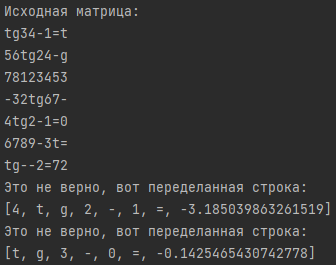 Исходная матрица:
tg34-1=t
56tg24-g
78123453
-32tg67-
4tg2-1=0
6789-3t=
tg--2=72
Это не верно, вот переделанная строка:
[4, t, g, 2, -, 1, =, -3.185039863261519]
Это не верно, вот переделанная строка:
[t, g, 3, -, 0, =, -0.1425465430742778]